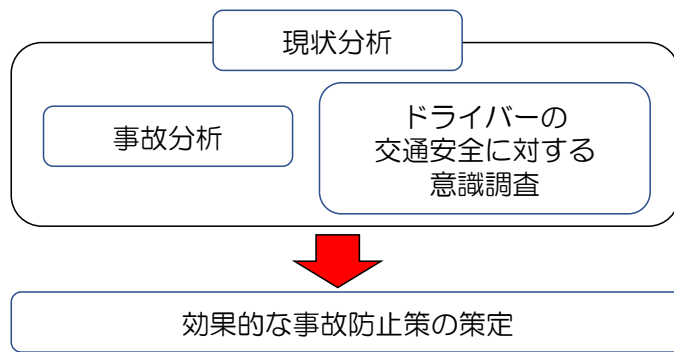 現状分析
事故分析
ドライバーの
交通安全に対する
意識調査
効果的な事故防止策の策定